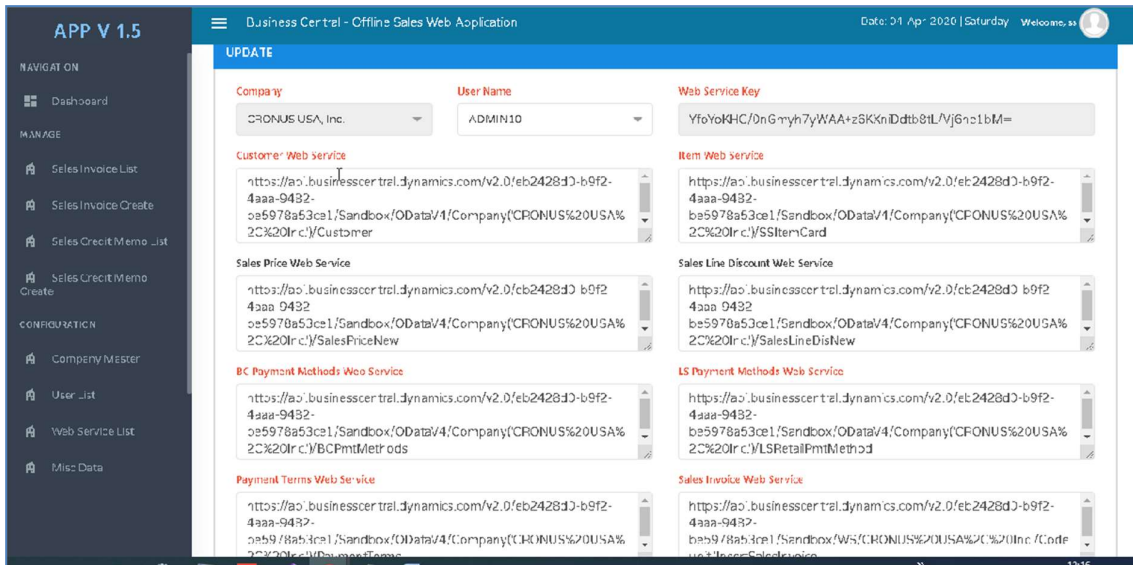 APP V 1.5
Business Central - Offline Sales Web Application
Date: 04-Apr-2020 | Saturday
Welcome, ss
NAVIGATION
Dashboard
MANAGE
Sales Invoice List
Sales Invoice Create
Sales Credit Memo List
Sales Credit Memo
Create
CONFIGURATION
Company Master
User List
Web Service List
Misc Data
UPDATE
Company
User Name
Web Service Key
CRONUS USA, Inc.
ADMIN10
Customer Web Service
Item Web Service
https://api.businesscentral.dynamics.com/v2.0/eb2428d0-b9f2-
4aaa-9482-
be5978a53ce1/Sandbox/ODataV4/Company('CRONUS%20USA%
2C%20Inc.')/Customer
https://api.businesscentral.dynamics.com/v2.0/eb2428d0-b9f2-
4aaa-9482-
be5978a53ce1/Sandbox/ODataV4/Company('CRONUS%20USA%
2C%20Inc.')/SSItemCard
Sales Price Web Service
Sales Line Discount Web Service
https://api.businesscentral.dynamics.com/v2.0/eb2428d0-b9f2-
4aaa-9482-
be5978a53ce1/Sandbox/ODataV4/Company('CRONUS%20USA%
2C%20Inc.')/SalesPriceNew
https://api.businesscentral.dynamics.com/v2.0/eb2428d0-b9f2-
4aaa-9482-
be5978a53ce1/Sandbox/ODataV4/Company('CRONUS%20USA%
2C%20Inc.')/SalesLineDisNew
BC Payment Methods Web Service
LS Payment Methods Web Service
https://api.businesscentral.dynamics.com/v2.0/eb2428d0-b9f2-
4aaa-9482-
be5978a53ce1/Sandbox/ODataV4/Company('CRONUS%20USA%
2C%20Inc.')/BCPmtMethods
https://api.businesscentral.dynamics.com/v2.0/eb2428d0-b9f2-
4aaa-9482-
be5978a53ce1/Sandbox/ODataV4/Company('CRONUS%20USA%
2C%20Inc.')/LSRetailPmtMethod
Payment Terms Web Service
Sales Invoice Web Service
https://api.businesscentral.dynamics.com/v2.0/eb2428d0-b9f2-
4aaa-9482-
be5978a53ce1/Sandbox/ODataV4/Company('CRONUS%20USA%
2C%20Inc.')/PaymentTerms
https://api.businesscentral.dynamics.com/v2.0/eb2428d0-b9f2-
4aaa-9482-
be5978a53ce1/Sandbox/WS/CRONUS%20USA%2C%20Inc./Code
unit/InsertSalesInvoice